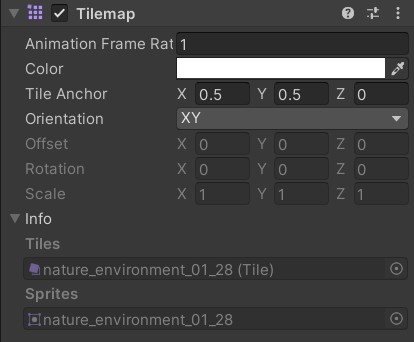 Tilemap
Animation Frame Rat 1
Color
Tile Anchor X 0.5 Y 0.5 Z 0
Orientation XY
Offset X 0 Y 0 Z 0
Rotation X 0 Y 0 Z 0
Scale X 1 Y 1 Z 1
Info
Tiles
nature_environment_01_28 (Tile)
Sprites
nature_environment_01_28